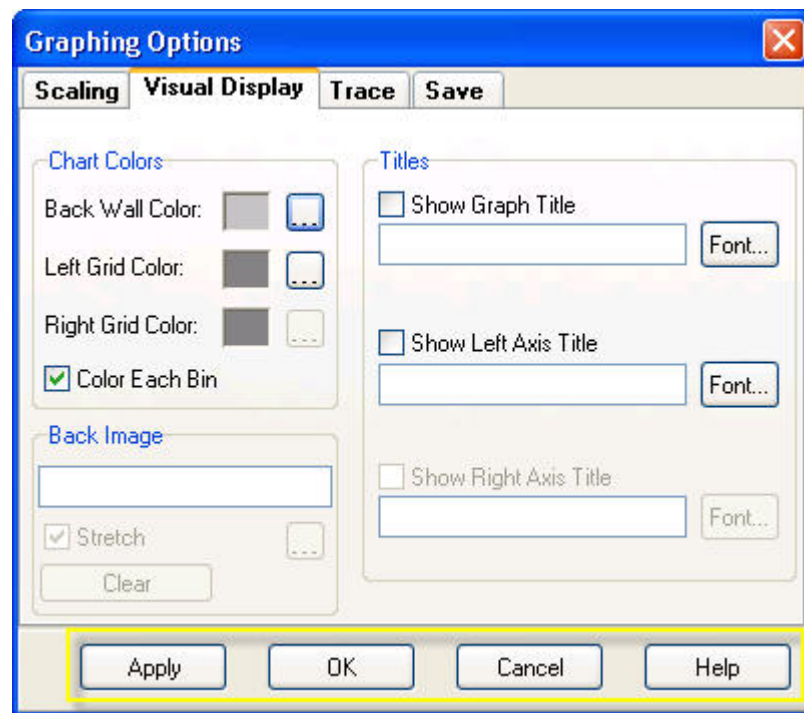 Graphing Options
Scaling Visual Display Trace Save
Chart Colors
Back Wall Color: ...
Left Grid Color: ...
Right Grid Color: ...
Color Each Bin
Back Image
Stretch ...
Clear
Titles
Show Graph Title
Font...
Show Left Axis Title
Font...
Show Right Axis Title
Font...
Apply OK Cancel Help